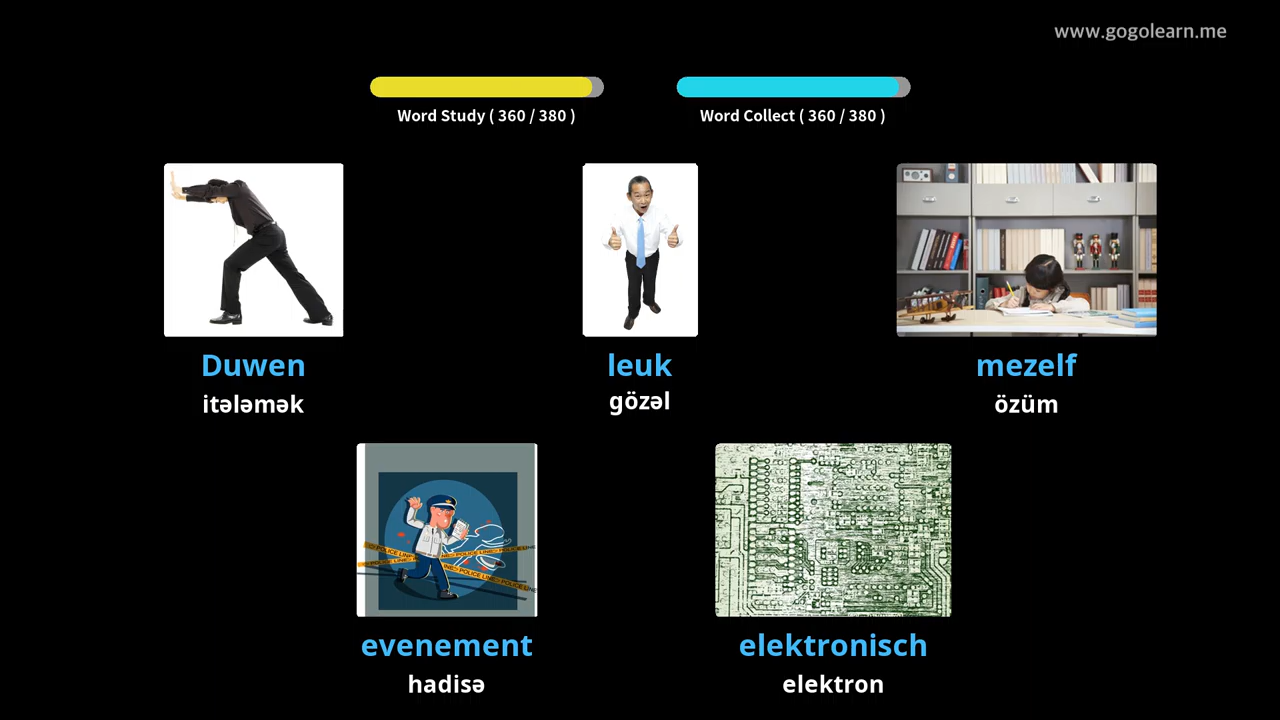 www.gogolearn.me
Word Study ( 360 / 380 )
Word Collect ( 360 / 380 )
Duwen
itələmək
leuk
gözəl
mezelf
özüm
evenement
hadisə
elektronisch
elektron